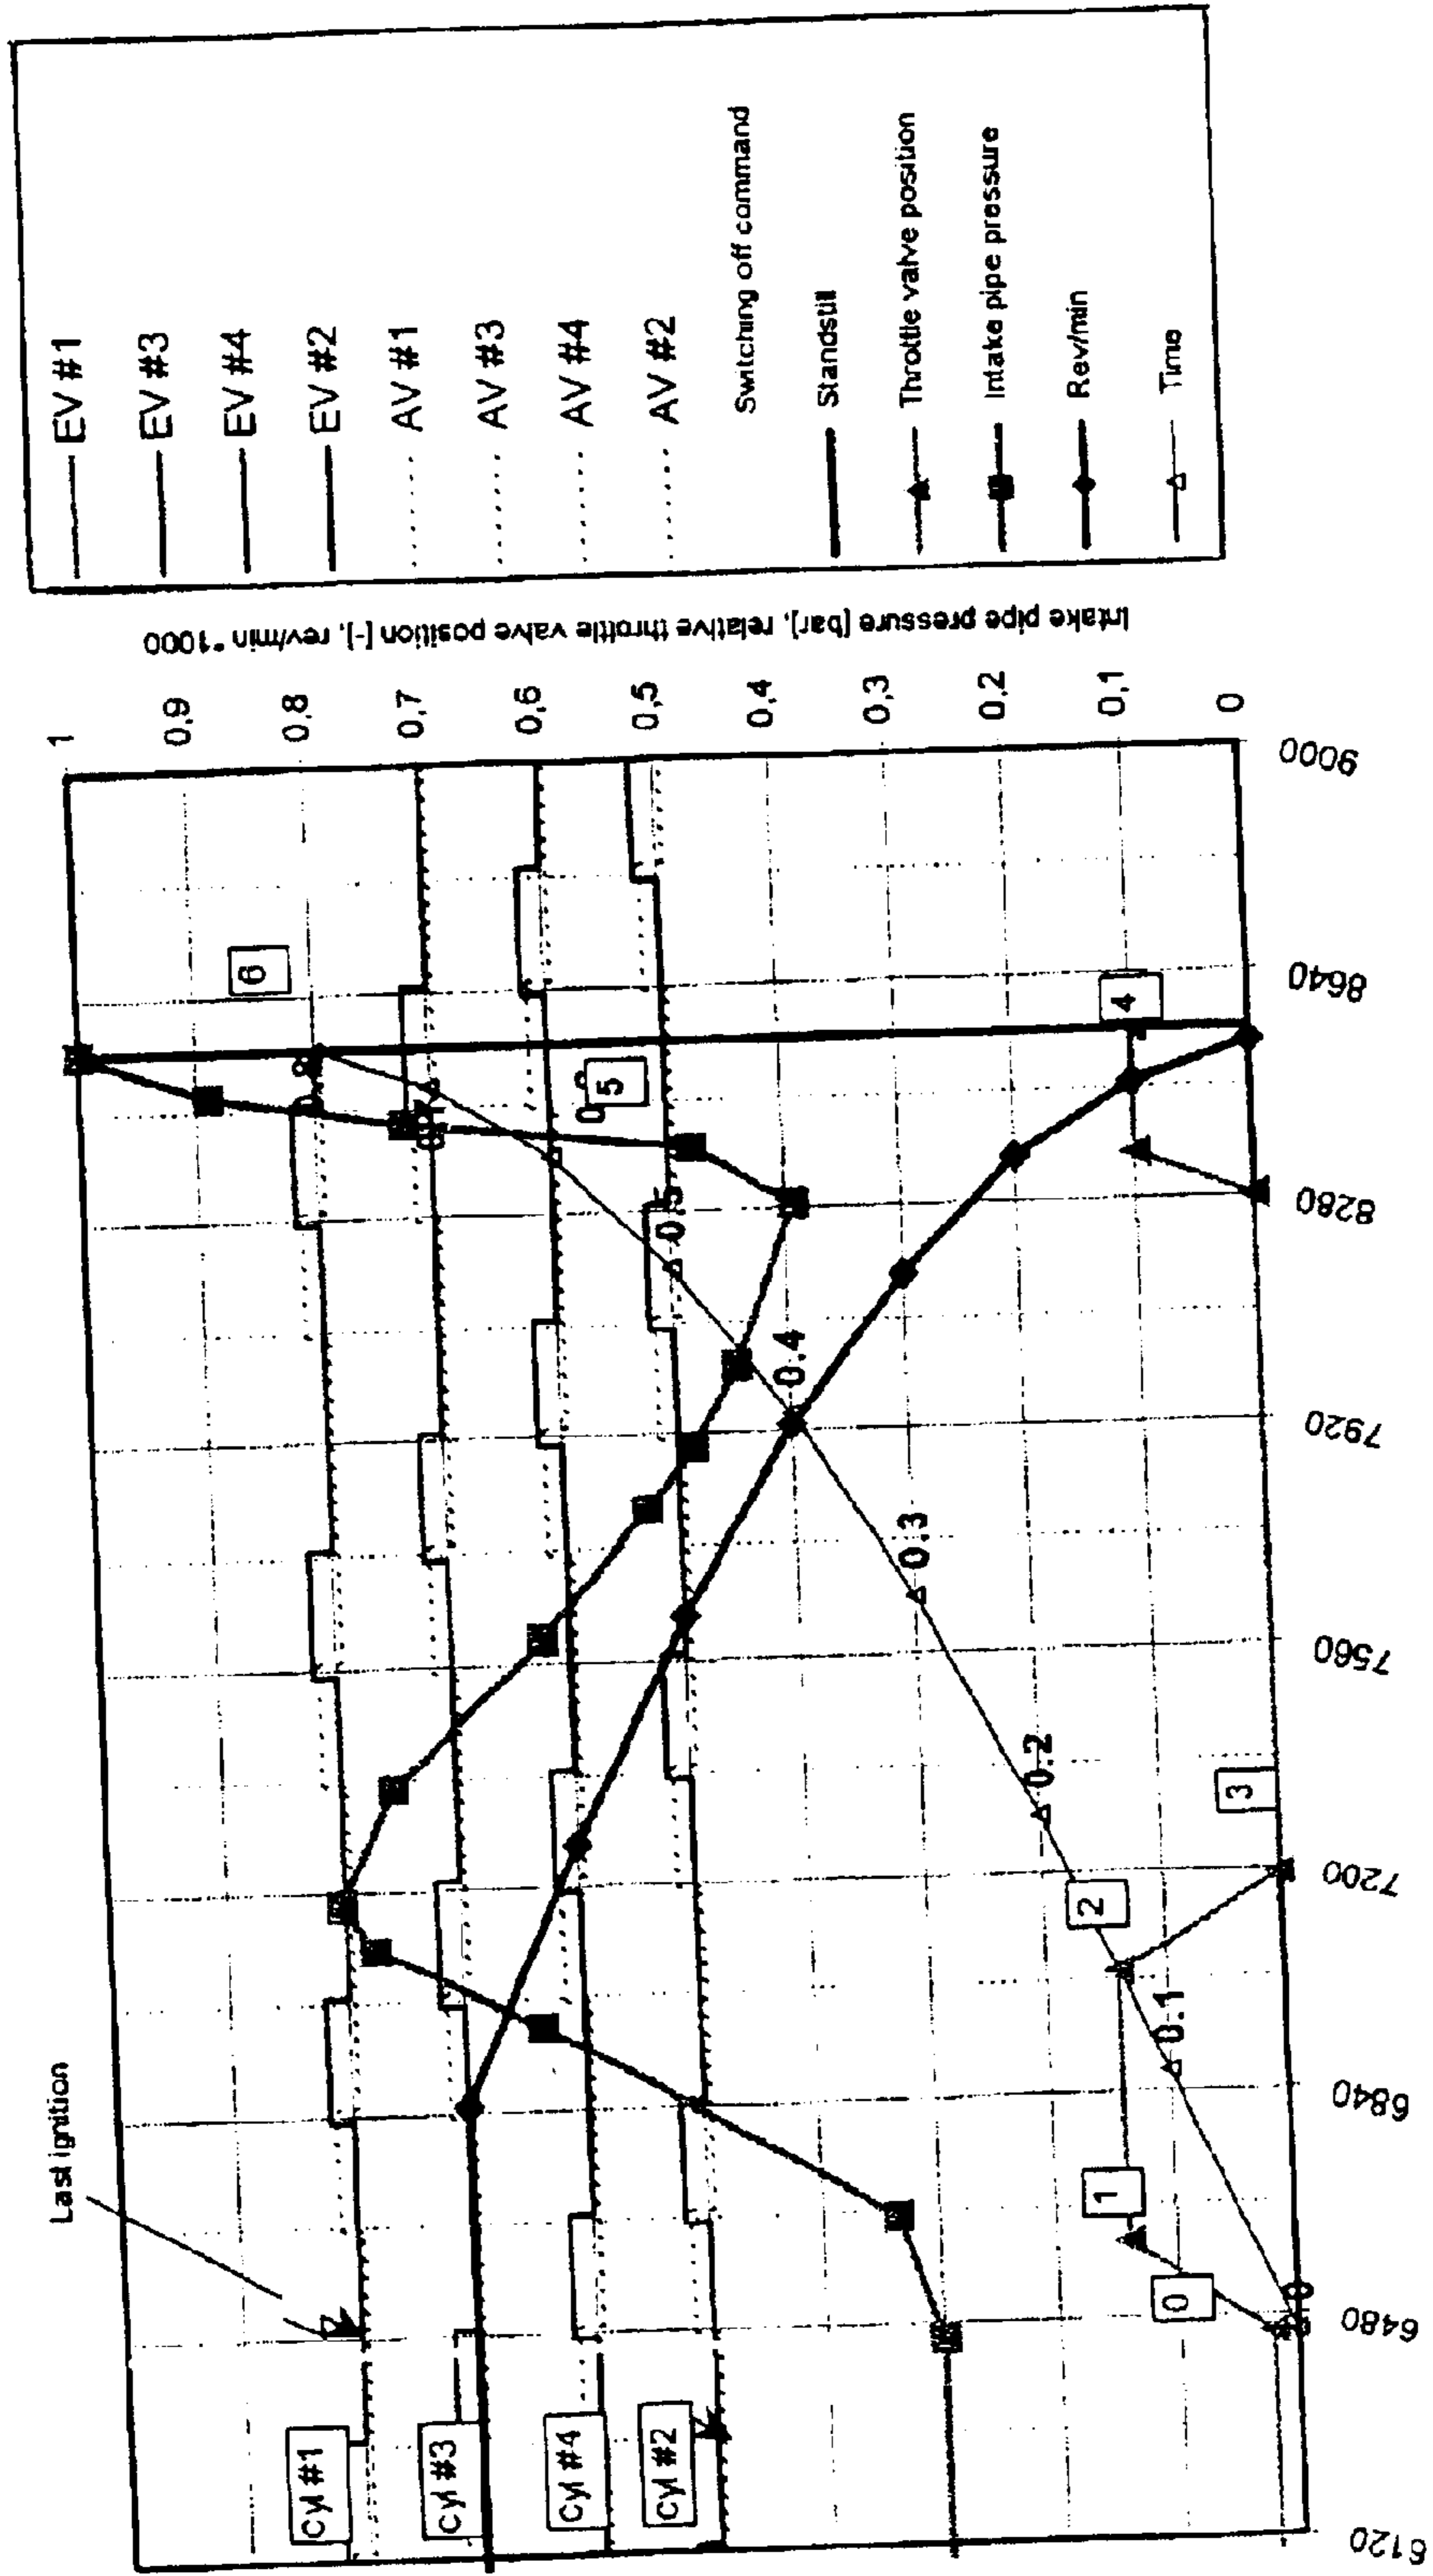 Last ignition
Cyl #1
Cyl #3
Cyl #4
Cyl #2
0
1
2
3
4
5
6
0
0.1
0.2
0.3
0.4
0.5
1
0,9
0,8
0,7
0,6
0,5
0,4
0,3
0,2
0,1
0
6120
6480
6840
7200
7560
7920
8280
8640
9000
Intake pipe pressure [bar], relative throttle valve position [-], rev/min *1000
EV #1
EV #3
EV #4
EV #2
AV #1
AV #3
AV #4
AV #2
Switching off command
Standstill
Throttle valve position
Intake pipe pressure
Rev/min
Time